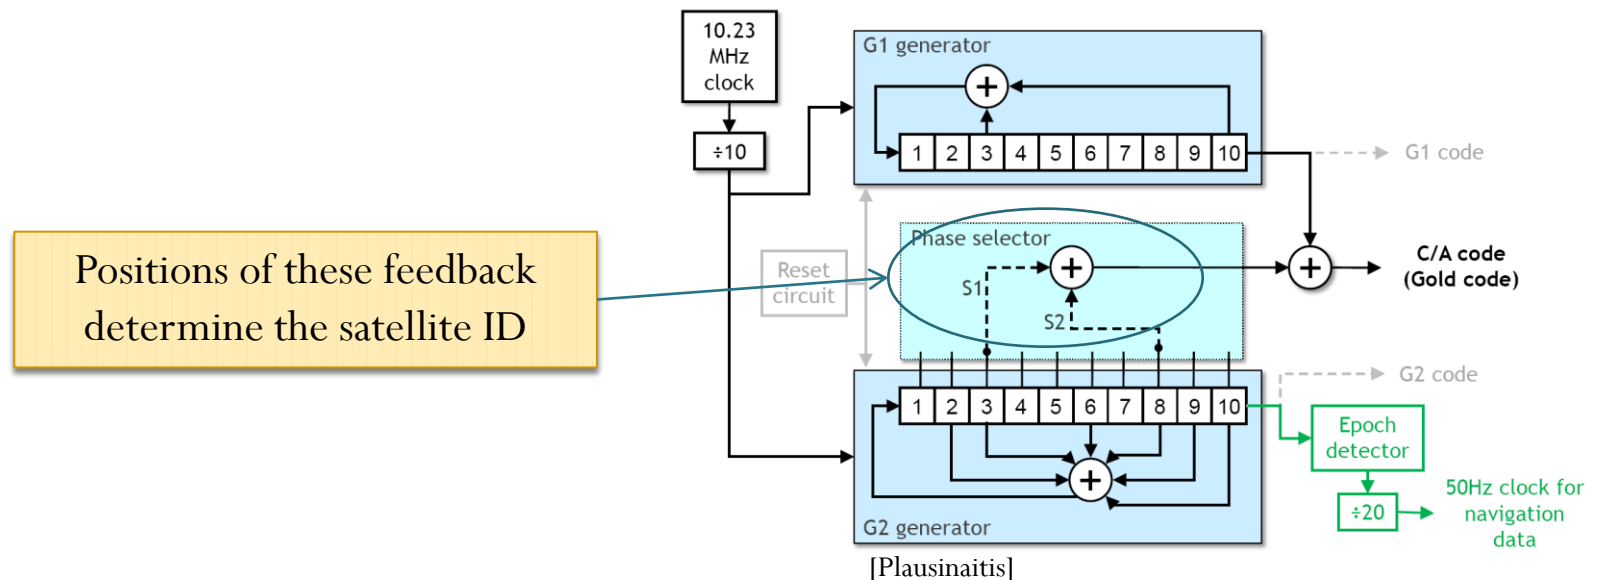 10.23
MHz
clock
÷10
G1 generator
+
1 2 3 4 5 6 7 8 9 10
G1 code
Positions of these feedback
determine the satellite ID
Reset
circuit
Phase selector
S1
+
S2
+
C/A code
(Gold code)
1 2 3 4 5 6 7 8 9 10
+
G2 generator
G2 code
Epoch
detector
÷20
50Hz clock for
navigation
data
[Plausinaitis]